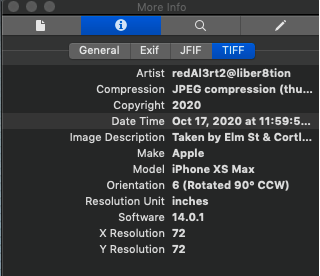 More Info
General Exif JFIF TIFF
Artist redAl3rt2@liber8tion
Compression JPEG compression (thu...
Copyright 2020
Date Time Oct 17, 2020 at 11:59:5...
Image Description Taken by Elm St & Cortl...
Make Apple
Model iPhone XS Max
Orientation 6 (Rotated 90° CCW)
Resolution Unit inches
Software 14.0.1
X Resolution 72
Y Resolution 72